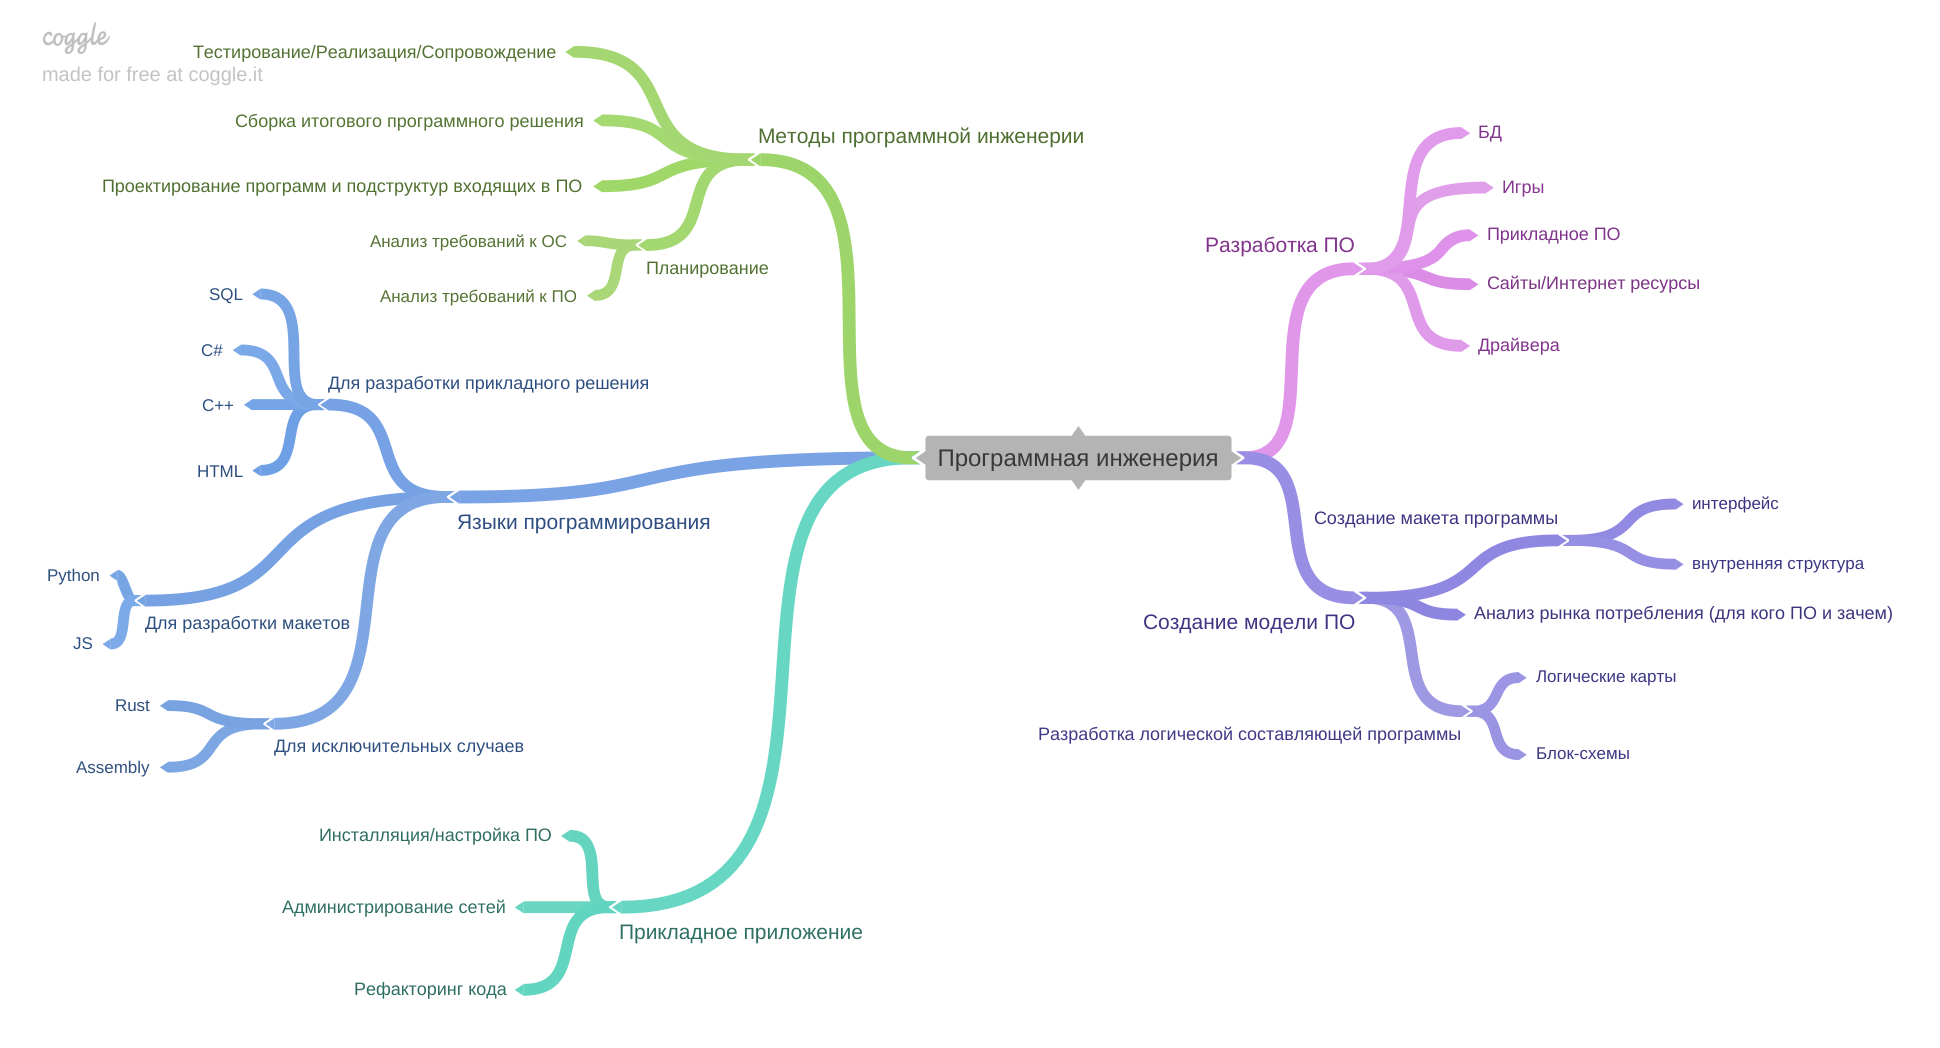 coggle
made for free at coggle.it
Тестирование/Реализация/Сопровождение
Сборка итогового программного решения
Методы программной инженерии
Проектирование программ и подструктур входящих в ПО
Анализ требований к ОС
Планирование
Анализ требований к ПО
SQL
C#
Для разработки прикладного решения
C++
HTML
Языки программирования
Python
Для разработки макетов
JS
Rust
Для исключительных случаев
Assembly
Инсталляция/настройка ПО
Администрирование сетей
Прикладное приложение
Рефакторинг кода
Программная инженерия
БД
Игры
Прикладное ПО
Разработка ПО
Сайты/Интернет ресурсы
Драйвера
интерфейс
Создание макета программы
внутренняя структура
Создание модели ПО
Анализ рынка потребления (для кого ПО и зачем)
Логические карты
Разработка логической составляющей программы
Блок-схемы